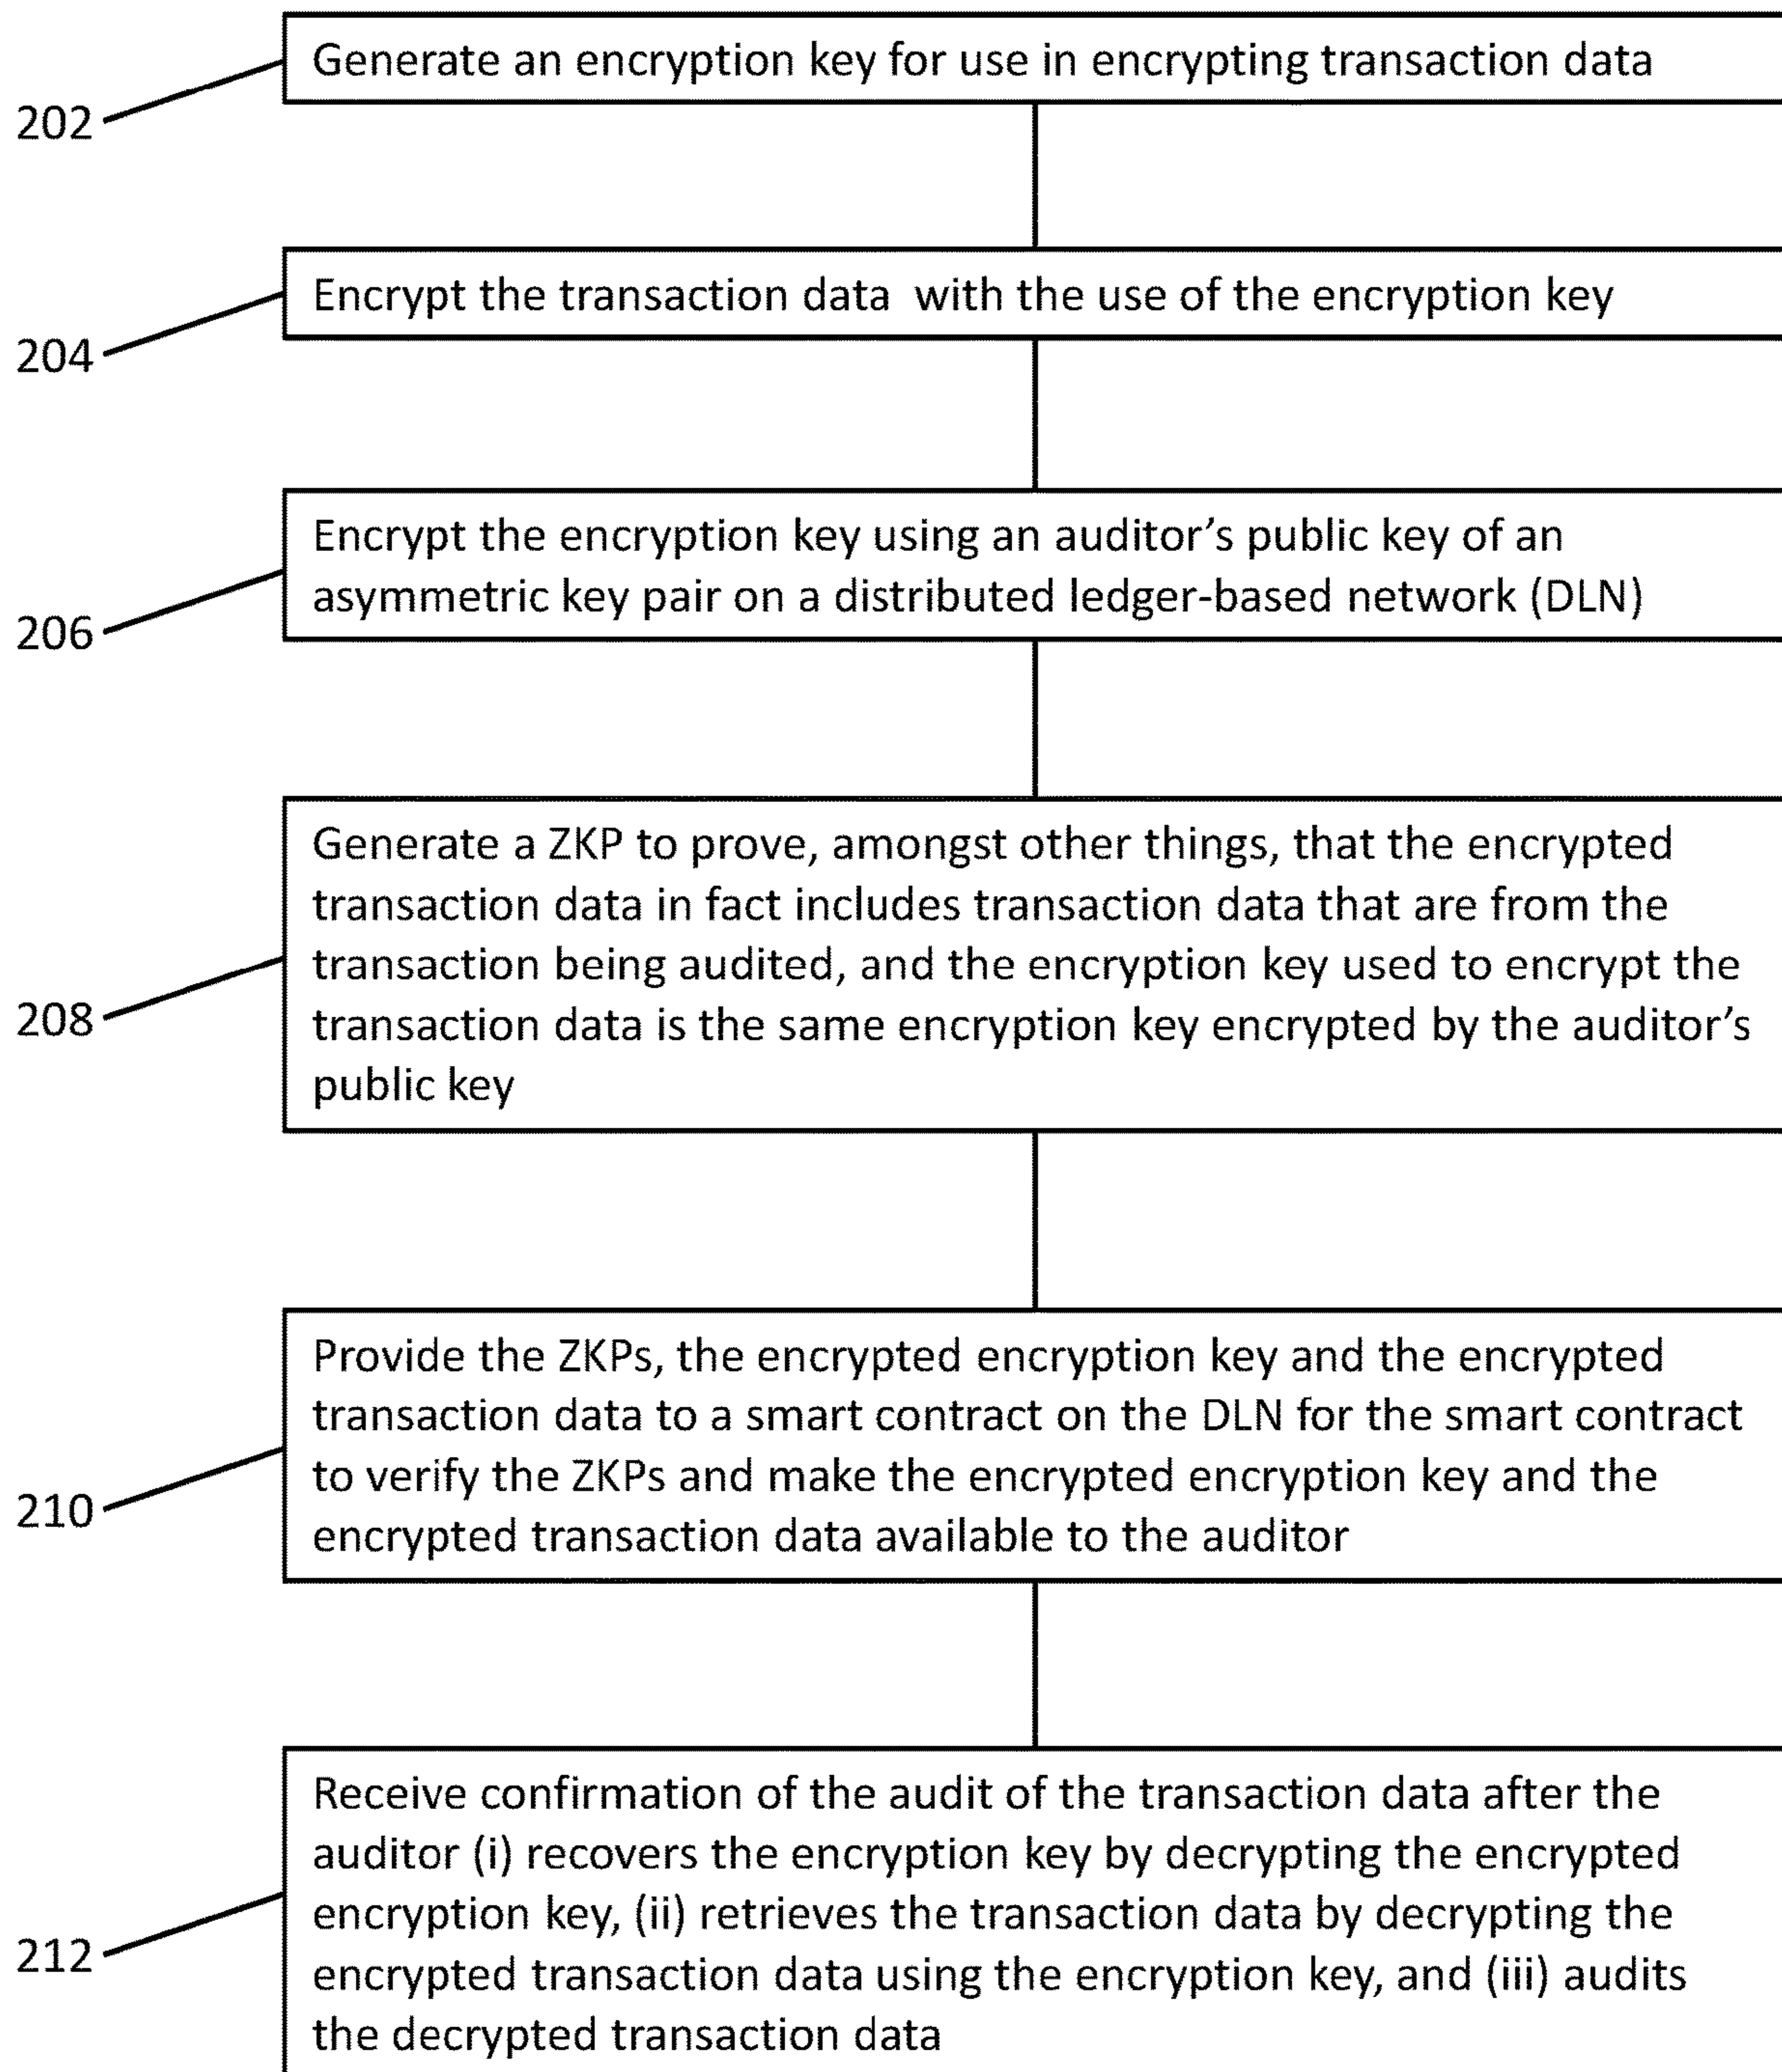 Generate an encryption key for use in encrypting transaction data
202
Encrypt the transaction data with the use of the encryption key
204
Encrypt the encryption key using an auditor’s public key of an
asymmetric key pair on a distributed ledger-based network (DLN)
206
Generate a ZKP to prove, amongst other things, that the encrypted
transaction data in fact includes transaction data that are from the
transaction being audited, and the encryption key used to encrypt the
transaction data is the same encryption key encrypted by the auditor’s
public key
208
Provide the ZKPs, the encrypted encryption key and the encrypted
transaction data to a smart contract on the DLN for the smart contract
to verify the ZKPs and make the encrypted encryption key and the
encrypted transaction data available to the auditor
210
Receive confirmation of the audit of the transaction data after the
auditor (i) recovers the encryption key by decrypting the encrypted
encryption key, (ii) retrieves the transaction data by decrypting the
encrypted transaction data using the encryption key, and (iii) audits
the decrypted transaction data
212